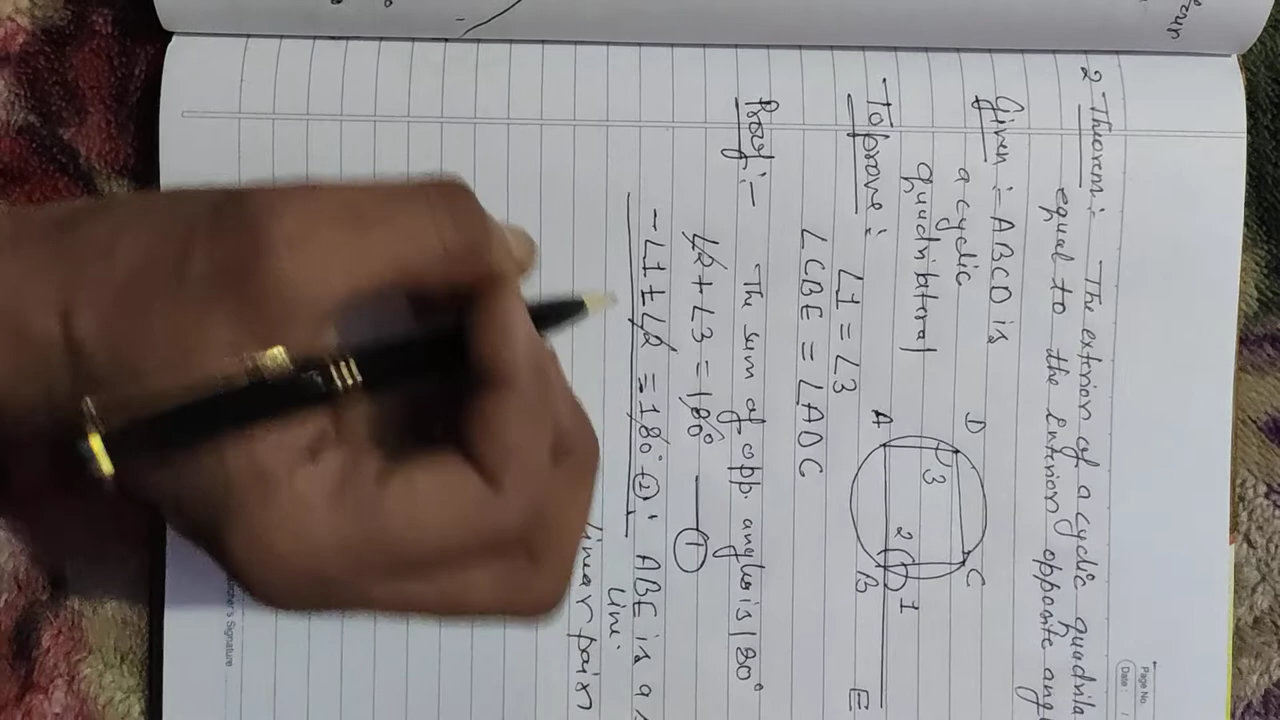 Page No.
Date :
2 Theorem :- The exterior of a cyclic
equal to the interior opposite
Given :- ABCD is
a cyclic
quadrilateral
D
C
3
2
1
A
B
E
To prove :
∠1 = ∠3
∠CBE = ∠ADC
Proof :- The sum of opp. angles is 180°
∠2 + ∠3 = 180° — ①
- ∠1 ± ∠2 = 180° - ② ∵ ABE is a
line
linear pair
Signature